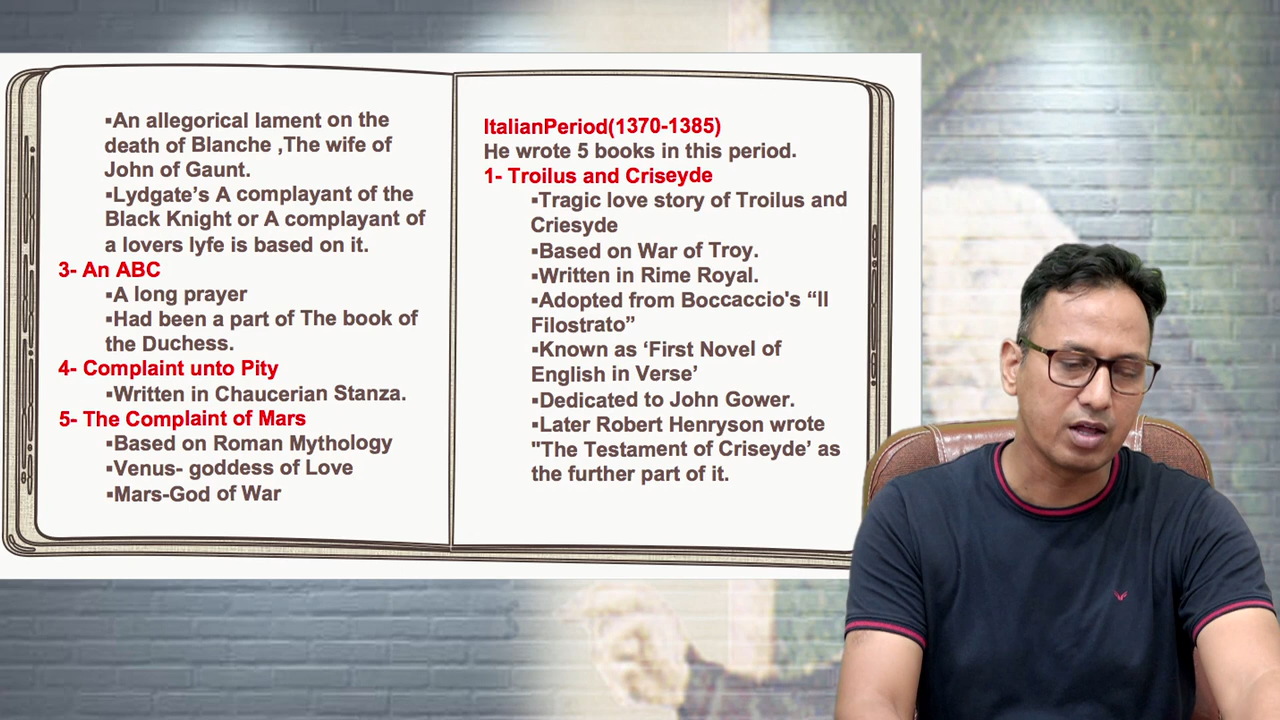 ▪An allegorical lament on the
death of Blanche ,The wife of
John of Gaunt.
▪Lydgate’s A complayant of the
Black Knight or A complayant of
a lovers lyfe is based on it.
3- An ABC
▪A long prayer
▪Had been a part of The book of
the Duchess.
4- Complaint unto Pity
▪Written in Chaucerian Stanza.
5- The Complaint of Mars
▪Based on Roman Mythology
▪Venus- goddess of Love
▪Mars-God of War
ItalianPeriod(1370-1385)
He wrote 5 books in this period.
1- Troilus and Criseyde
▪Tragic love story of Troilus and
Criesyde
▪Based on War of Troy.
▪Written in Rime Royal.
▪Adopted from Boccaccio's “Il
Filostrato”
▪Known as ‘First Novel of
English in Verse’
▪Dedicated to John Gower.
▪Later Robert Henryson wrote
"The Testament of Criseyde’ as
the further part of it.